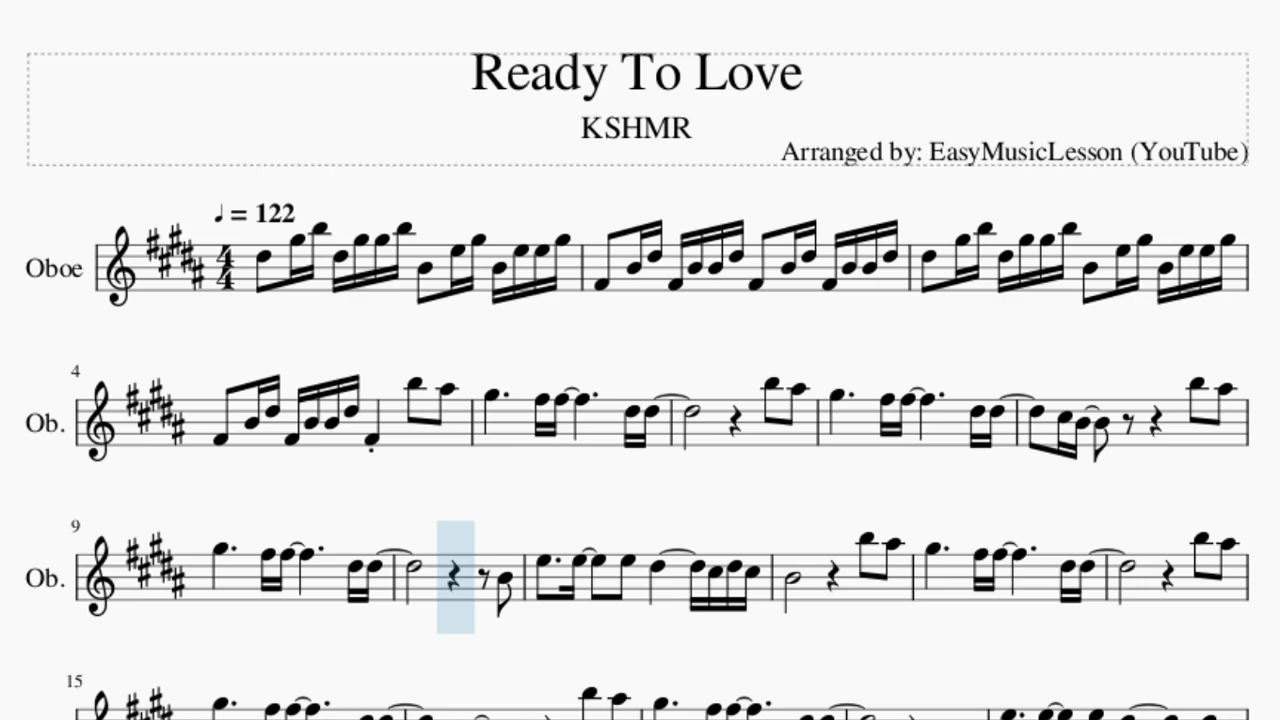 Ready To Love
KSHMR
Arranged by: EasyMusicLesson (YouTube)
♩ = 122
Oboe
4
Ob.
9
Ob.
15